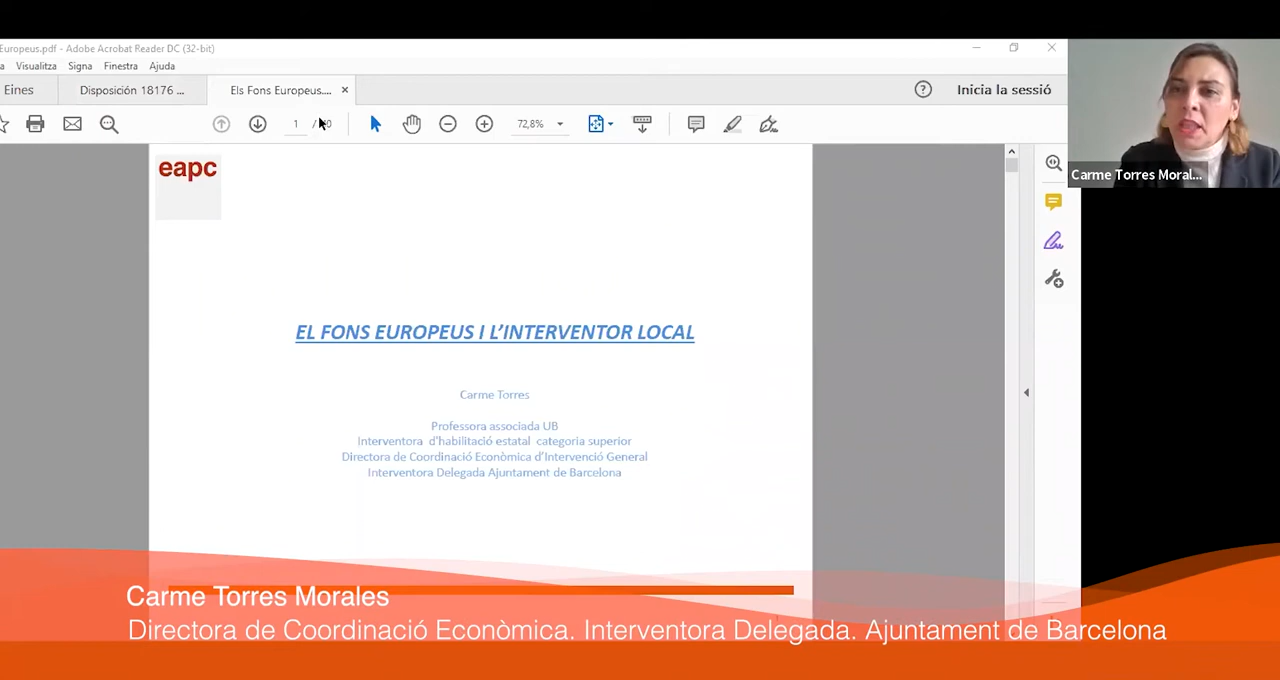 Europeus.pdf - Adobe Acrobat Reader DC (32-bit)
a Visualitza Signa Finestra Ajuda
Eines
Disposición 18176 ...
Els Fons Europeus....
Inicia la sessió
1 /
72,8%
Carme Torres Moral...
eapc
EL FONS EUROPEUS I L'INTERVENTOR LOCAL
Carme Torres
Professora associada UB
Interventora d'habilitació estatal categoria superior
Directora de Coordinació Econòmica d'Intervenció General
Interventora Delegada Ajuntament de Barcelona
Carme Torres Morales
Directora de Coordinació Econòmica. Interventora Delegada. Ajuntament de Barcelona